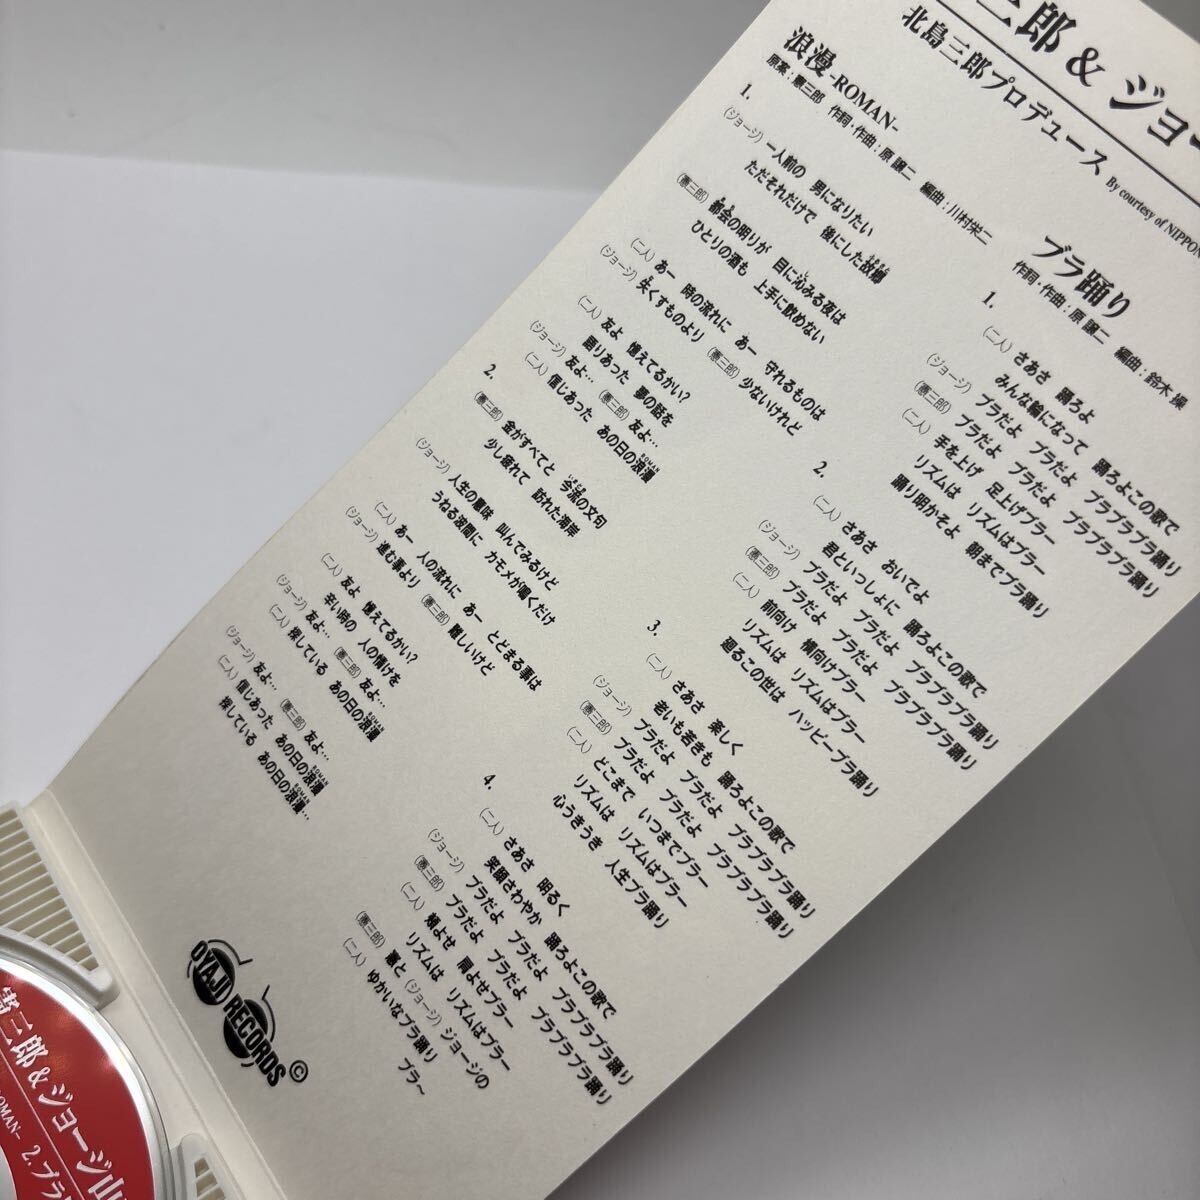 三郎 & ジョー
北島三郎プロデュース By courtesy of NIPPON
浪漫-ROMAN-
原案：憲三郎 作詞・作曲：原 譲二 編曲：川村栄二
1.
(ジョージ) 一人前の 男になりたい
ただそれだけで 後にした故郷
(憲三郎) 都会の明りが 目に沁みる夜は
ひとりの酒も 上手に飲めない
(二人) あー 時の流れに あー 守れるものは
(ジョージ) 失くすものより (憲三郎) 少ないけれど
(二人) 友よ 憶えてるかい?
語りあった 夢の話を
(ジョージ) 友よ… (憲三郎) 友よ…
(二人) 信じあった あの日の浪漫
ROMAN
2.
(憲三郎) 金がすべてと 今流の文句
少し疲れて 訪れた海岸
(ジョージ) 人生の意味 叫んでみるけど
うねる波間に カモメが鳴くだけ
(二人) あー 人の流れに あー とどまる事は
(ジョージ) 進む事より (憲三郎) 難しいけど
(二人) 友よ 憶えてるかい?
辛い時の 人の情けを
(ジョージ) 友よ… (憲三郎) 友よ…
(二人) 探している あの日の浪漫
ROMAN
(ジョージ) 友よ… (憲三郎) 友よ…
(二人) 信じあった あの日の浪漫
ROMAN
探している あの日の浪漫…
ROMAN
ブラ踊り
作詞・作曲：原 譲二 編曲：鈴木 操
1.
(二人) さあさ 踊ろよ
みんな輪になって 踊ろよこの歌で
(ジョージ) ブラだよ ブラだよ ブラブラブラ踊り
(憲三郎) ブラだよ ブラだよ ブラブラブラ踊り
(二人) 手を上げ 足上げブラー
リズムは リズムはブラー
踊り明かそよ 朝までブラ踊り
2.
(二人) さあさ おいでよ
君といっしょに 踊ろよこの歌で
(ジョージ) ブラだよ ブラだよ ブラブラブラ踊り
(憲三郎) ブラだよ ブラだよ ブラブラブラ踊り
(二人) 前向け 横向けブラー
リズムは リズムはブラー
廻るこの世は ハッピーブラ踊り
3.
(二人) さあさ 楽しく
老いも若きも 踊ろよこの歌で
(ジョージ) ブラだよ ブラだよ ブラブラブラ踊り
(憲三郎) ブラだよ ブラだよ ブラブラブラ踊り
(二人) どこまで いつまでブラー
リズムは リズムはブラー
心うきうき 人生ブラ踊り
4.
(二人) さあさ 明るく
笑顔さわやか 踊ろよこの歌で
(ジョージ) ブラだよ ブラだよ ブラブラブラ踊り
(憲三郎) ブラだよ ブラだよ ブラブラブラ踊り
(二人) 頬よせ 肩よせブラー
リズムは リズムはブラー
(憲三郎) 憲と (ジョージ) ジョージの
(二人) ゆかいなブラ踊り ブラ〜
OYAJI RECORDS ©
憲三郎&ジョージ山
ROMAN- 2.ブラ